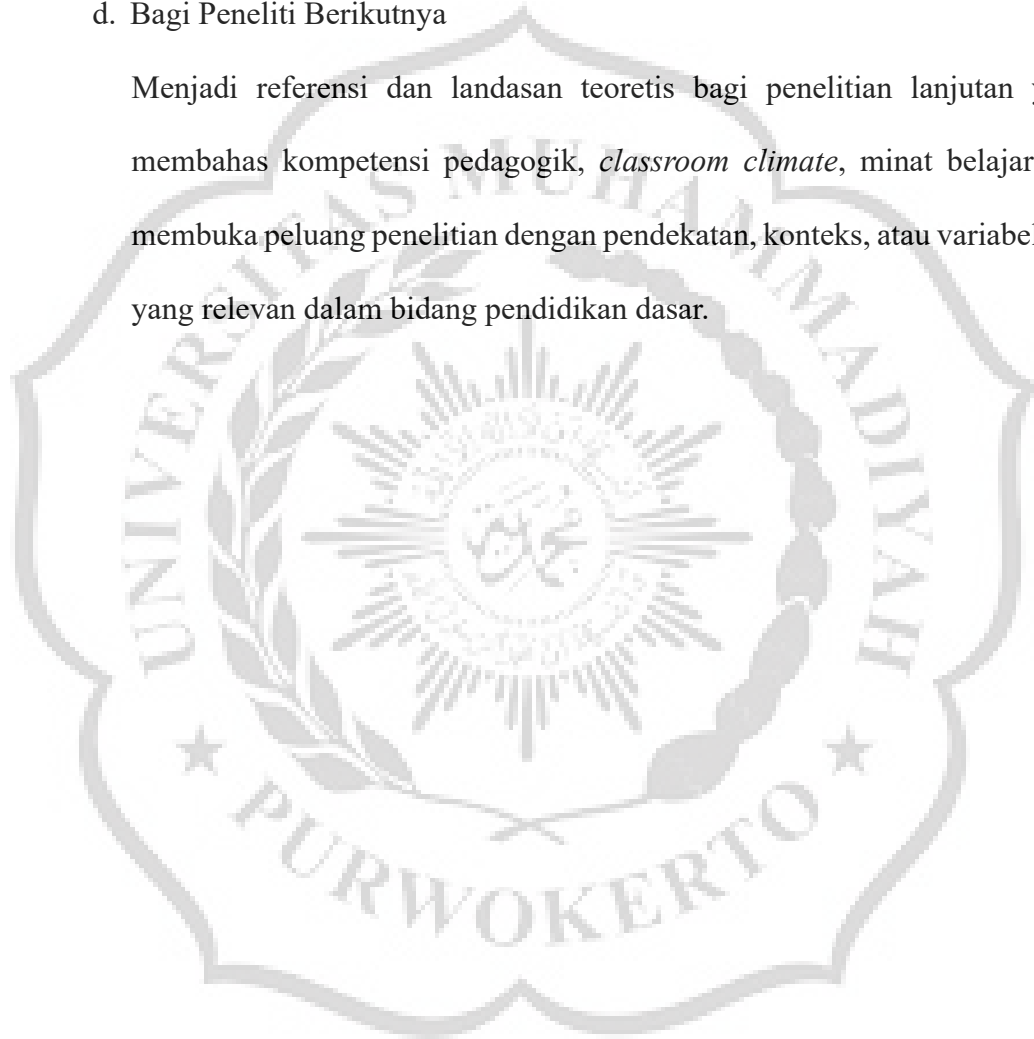 d. Bagi Peneliti Berikutnya
Menjadi referensi dan landasan teoretis bagi penelitian lanjutan
membahas kompetensi pedagogik, classroom climate, minat belajar
membuka peluang penelitian dengan pendekatan, konteks, atau
yang relevan dalam bidang pendidikan dasar.
UNIVERSITAS MUHAMMADIYAH
PURWOKERTO